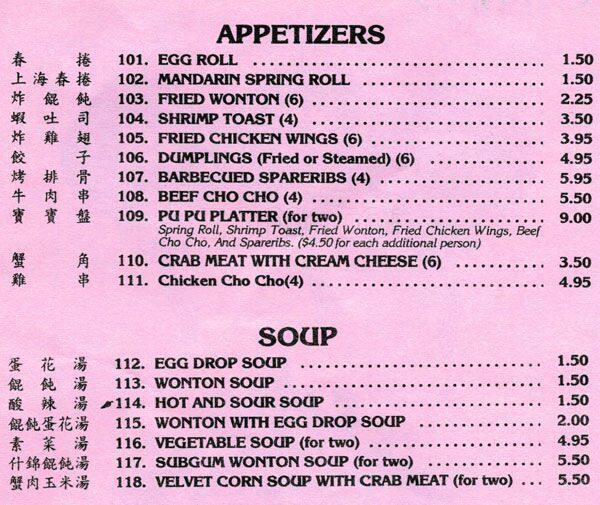 APPETIZERS
春捲 101. EGG ROLL 1.50
上海春捲 102. MANDARIN SPRING ROLL 1.50
炸餛飩 103. FRIED WONTON (6) 2.25
蝦吐司 104. SHRIMP TOAST (4) 3.50
炸雞翅 105. FRIED CHICKEN WINGS (6) 3.95
餃子 106. DUMPLINGS (Fried or Steamed) (6) 4.95
烤排骨 107. BARBECUED SPARERIBS (4) 5.95
牛肉串 108. BEEF CHO CHO (4) 5.50
寶寶盤 109. PU PU PLATTER (for two) 9.00
Spring Roll, Shrimp Toast, Fried Wonton, Fried Chicken Wings, Beef
Cho Cho, And Spareribs. ($4.50 for each additional person)
蟹角 110. CRAB MEAT WITH CREAM CHEESE (6) 3.50
雞串 111. Chicken Cho Cho(4) 4.95
SOUP
蛋花湯 112. EGG DROP SOUP 1.50
餛飩湯 113. WONTON SOUP 1.50
酸辣湯 114. HOT AND SOUR SOUP 1.50
餛飩蛋花湯 115. WONTON WITH EGG DROP SOUP 2.00
素菜湯 116. VEGETABLE SOUP (for two) 4.95
什錦餛飩湯 117. SUBGUM WONTON SOUP (for two) 5.50
蟹肉玉米湯 118. VELVET CORN SOUP WITH CRAB MEAT (for two) 5.50